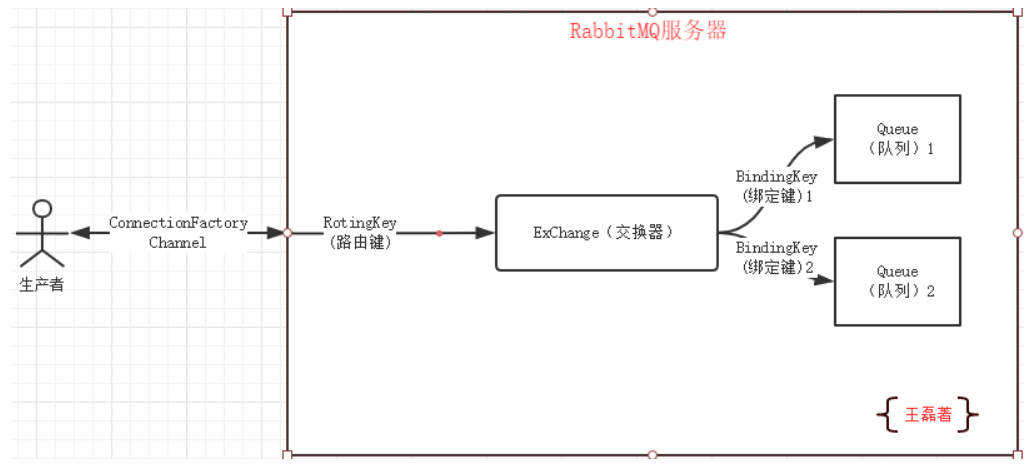 RabbitMQ服务器
Queue
（队列）1
BindingKey
(绑定键)1
ConnectionFactory
Channel
RotingKey
(路由键)
ExChange（交换器）
BindingKey
(绑定键)2
Queue
（队列）2
生产者
王磊著